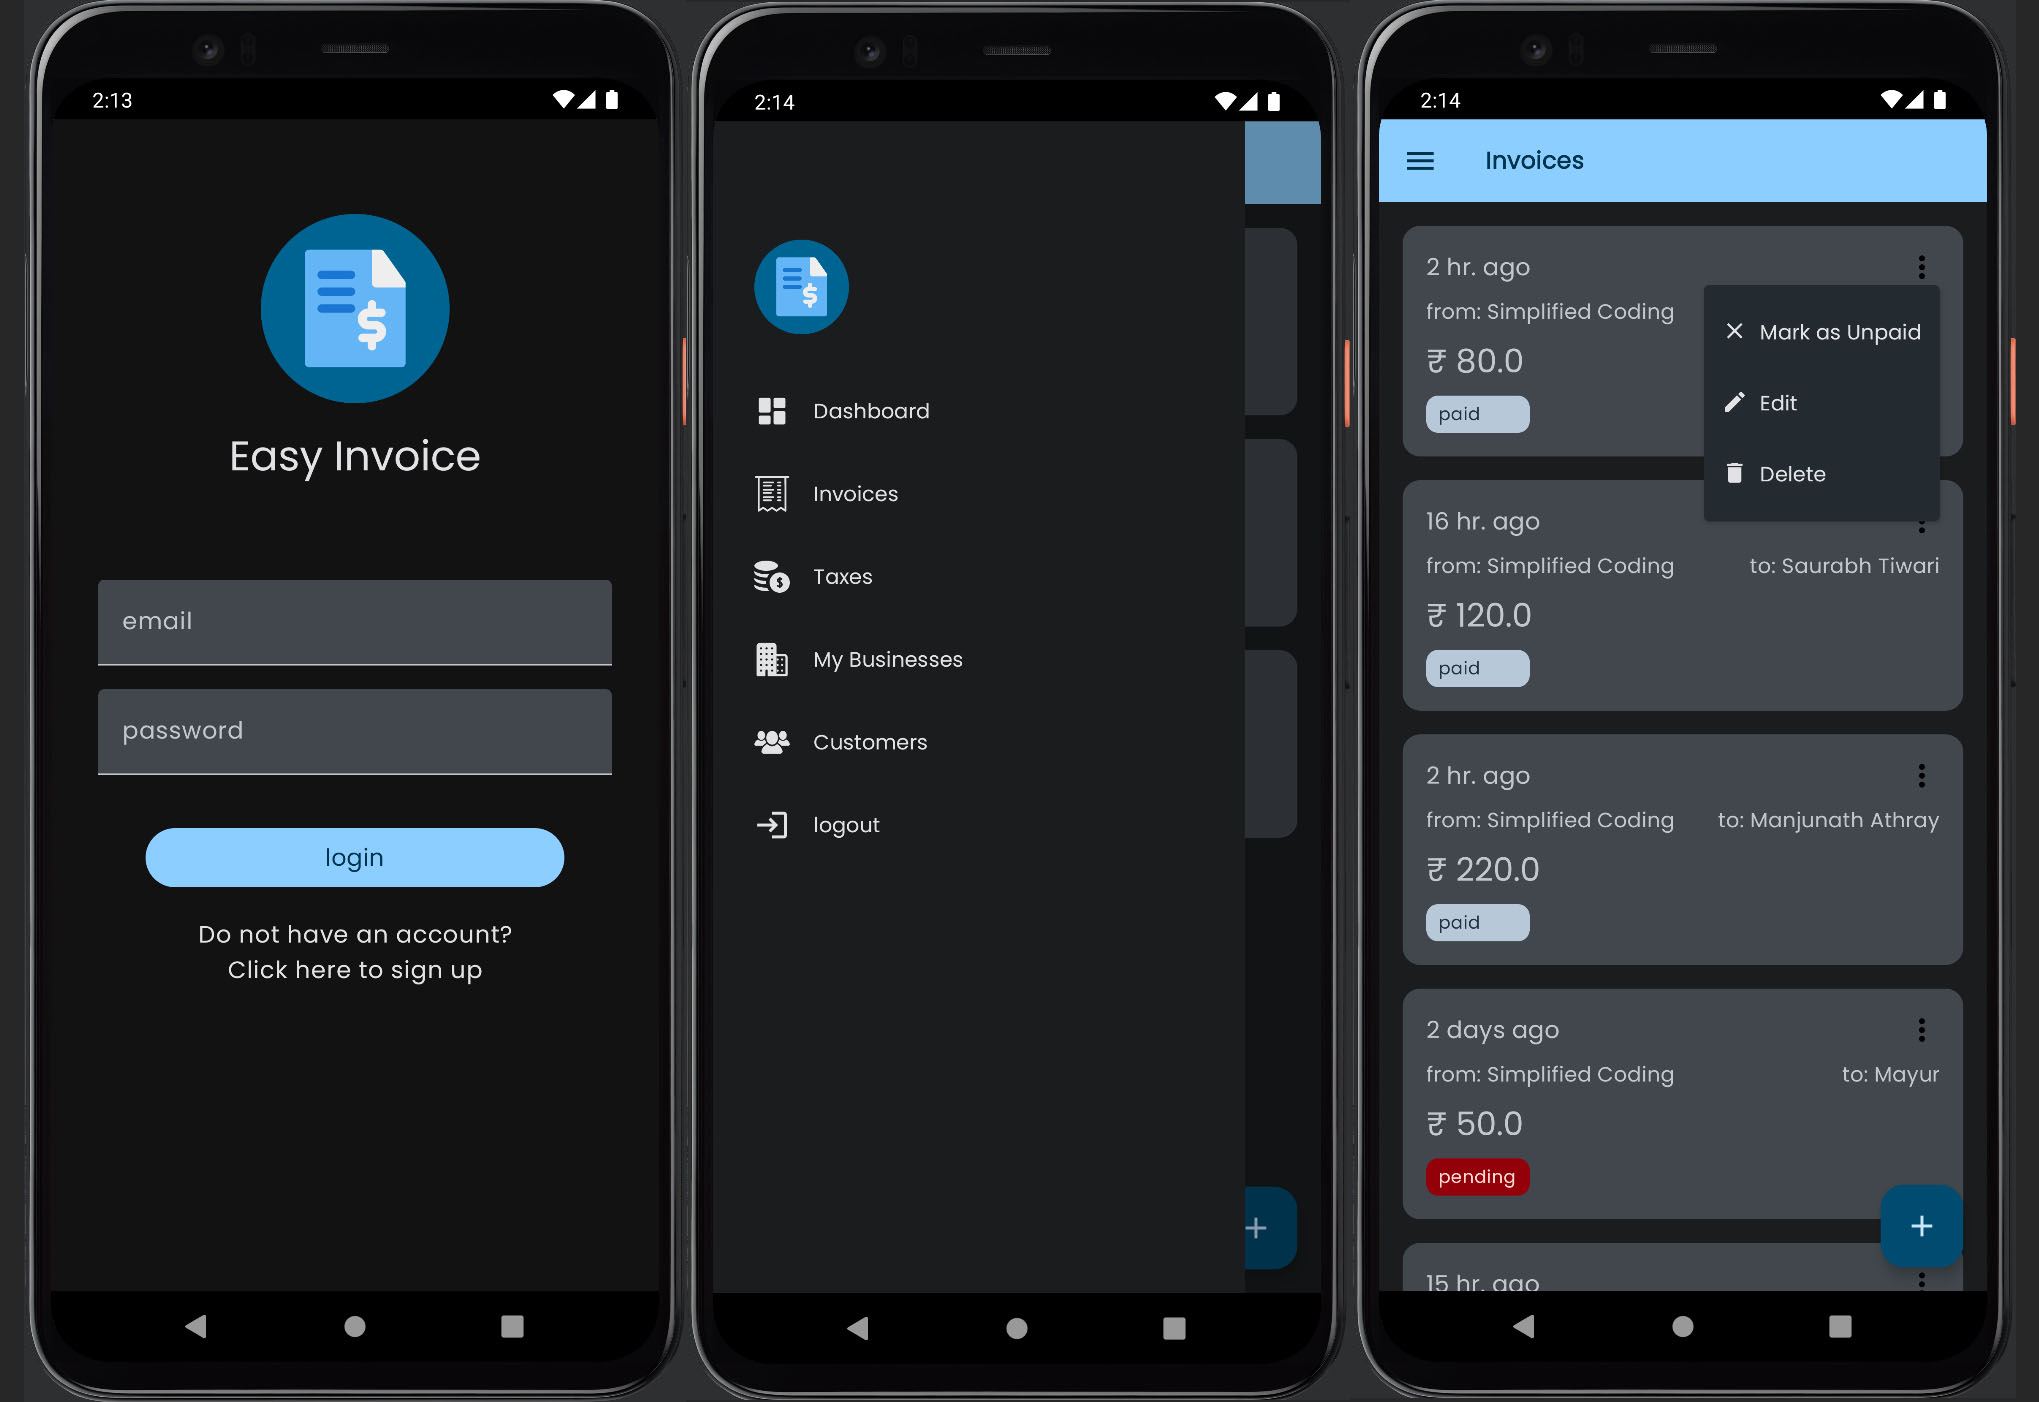 2:13
Easy Invoice
email
password
login
Do not have an account?
Click here to sign up
2:14
Dashboard
Invoices
Taxes
My Businesses
Customers
logout
2:14
Invoices
2 hr. ago
from: Simplified Coding
₹ 80.0
paid
Mark as Unpaid
Edit
Delete
16 hr. ago
from: Simplified Coding to: Saurabh Tiwari
₹ 120.0
paid
2 hr. ago
from: Simplified Coding to: Manjunath Athray
₹ 220.0
paid
2 days ago
from: Simplified Coding to: Mayur
₹ 50.0
pending
15 hr. ago